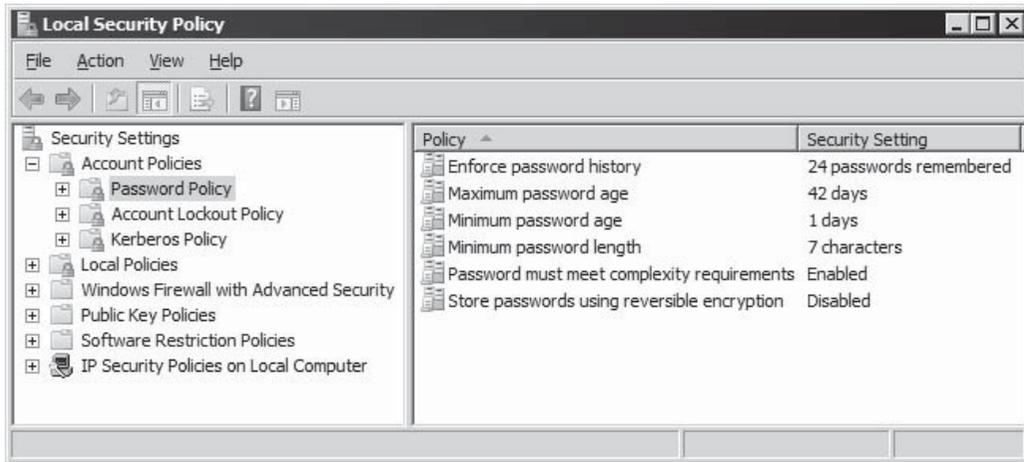 Local Security Policy
File Action View Help
Security Settings
Account Policies
Password Policy
Account Lockout Policy
Kerberos Policy
Local Policies
Windows Firewall with Advanced Security
Public Key Policies
Software Restriction Policies
IP Security Policies on Local Computer
Policy Security Setting
Enforce password history 24 passwords remembered
Maximum password age 42 days
Minimum password age 1 days
Minimum password length 7 characters
Password must meet complexity requirements Enabled
Store passwords using reversible encryption Disabled